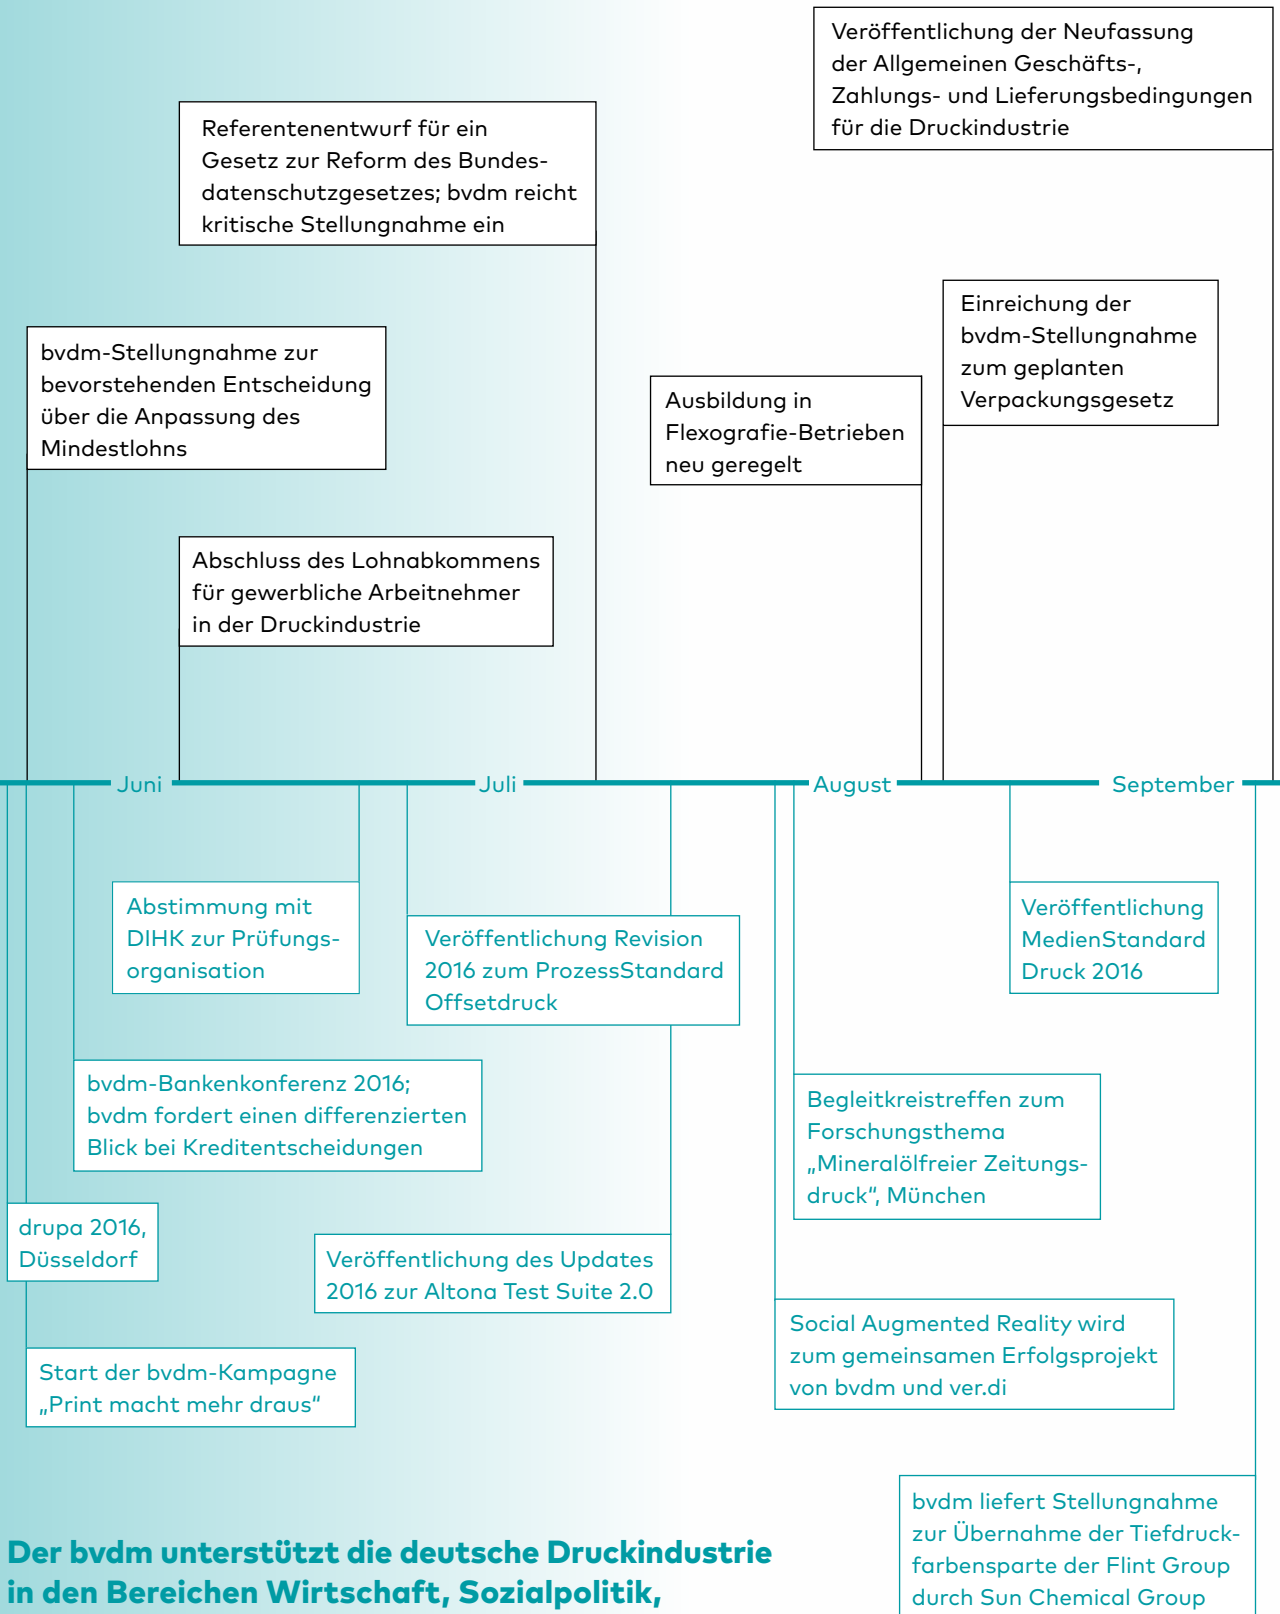 Veröffentlichung der Neufassung
der Allgemeinen Geschäfts-,
Zahlungs- und Lieferungsbedingungen
für die Druckindustrie
Referentenentwurf für ein
Gesetz zur Reform des Bundes-
datenschutzgesetzes; bvdm reicht
kritische Stellungnahme ein
Einreichung der
bvdm-Stellungnahme
zum geplanten
Verpackungsgesetz
bvdm-Stellungnahme zur
bevorstehenden Entscheidung
über die Anpassung des
Mindestlohns
Ausbildung in
Flexografie-Betrieben
neu geregelt
Abschluss des Lohnabkommens
für gewerbliche Arbeitnehmer
in der Druckindustrie
Juni
Juli
August
September
Abstimmung mit
DIHK zur Prüfungs-
organisation
Veröffentlichung Revision
2016 zum ProzessStandard
Offsetdruck
Veröffentlichung
MedienStandard
Druck 2016
bvdm-Bankenkonferenz 2016;
bvdm fordert einen differenzierten
Blick bei Kreditentscheidungen
Begleitkreistreffen zum
Forschungsthema
„Mineralölfreier Zeitungs-
druck“, München
drupa 2016,
Düsseldorf
Veröffentlichung des Updates
2016 zur Altona Test Suite 2.0
Social Augmented Reality wird
zum gemeinsamen Erfolgsprojekt
von bvdm und ver.di
Start der bvdm-Kampagne
„Print macht mehr draus“
bvdm liefert Stellungnahme
zur Übernahme der Tiefdruck-
farbensparte der Flint Group
durch Sun Chemical Group
Der bvdm unterstützt die deutsche Druckindustrie
in den Bereichen Wirtschaft, Sozialpolitik,